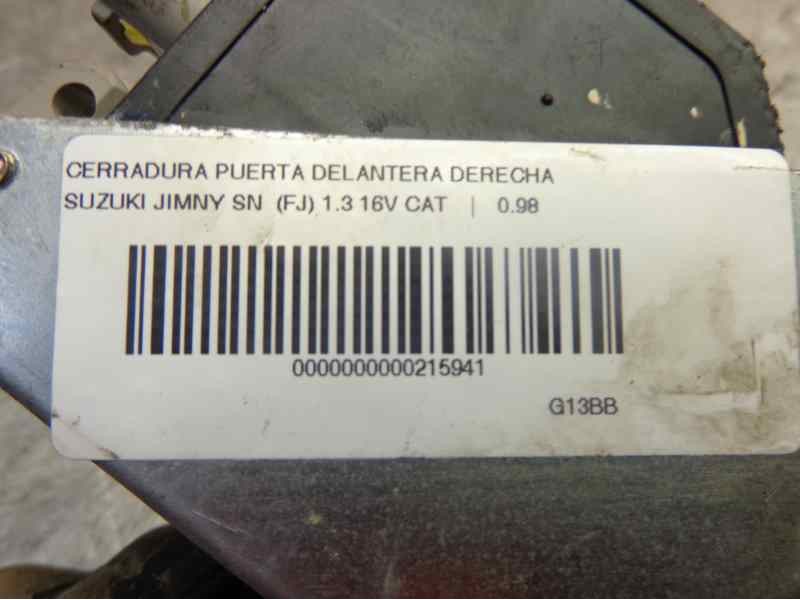 CERRADURA PUERTA DELANTERA DERECHA
SUZUKI JIMNY SN (FJ) 1.3 16V CAT | 0.98
0000000000215941
G13BB